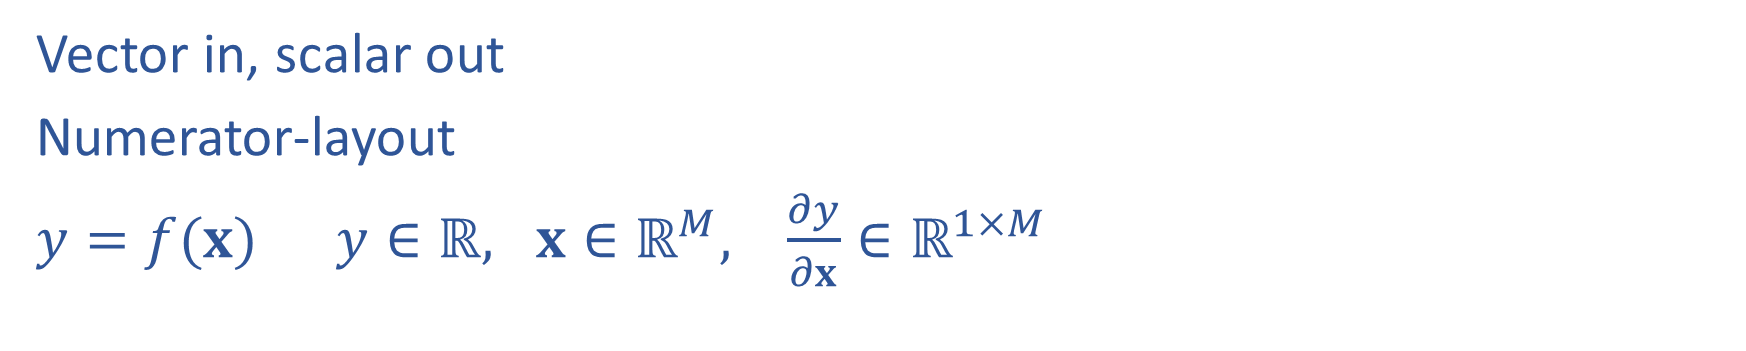 Vector in, scalar out
Numerator-layout
y = f(𝐱) y ∈ ℝ, 𝐱 ∈ ℝ^M, ∂y/∂𝐱 ∈ ℝ^{1×M}